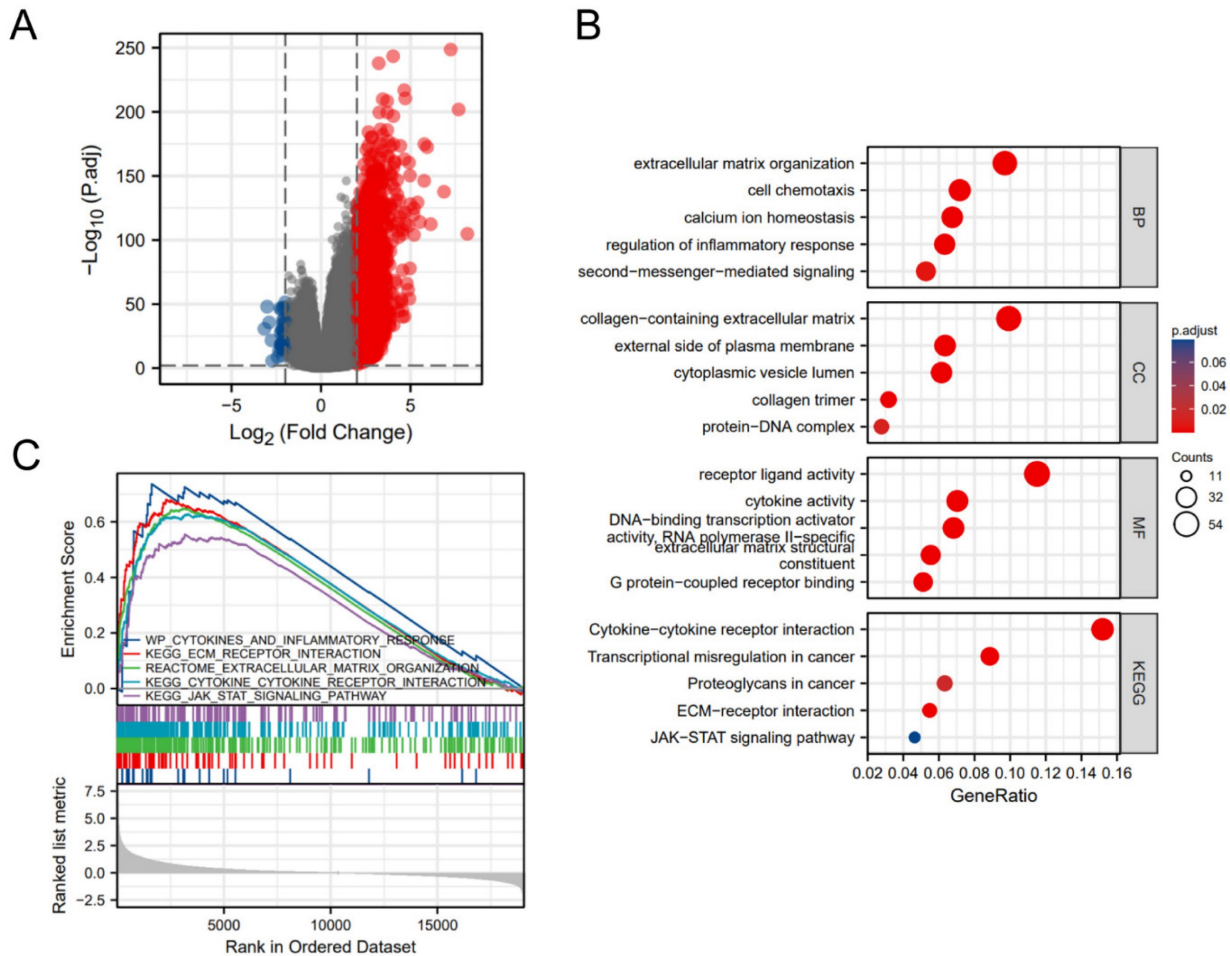 A
250
200
150
100
50
0
−Log10 (P.adj)
−5
0
5
Log2 (Fold Change)
B
extracellular matrix organization
cell chemotaxis
calcium ion homeostasis
regulation of inflammatory response
second−messenger−mediated signaling
BP
collagen−containing extracellular matrix
external side of plasma membrane
cytoplasmic vesicle lumen
collagen trimer
protein−DNA complex
CC
receptor ligand activity
cytokine activity
DNA−binding transcription activator
activity, RNA polymerase II−specific
extracellular matrix structural
constituent
G protein−coupled receptor binding
MF
Cytokine−cytokine receptor interaction
Transcriptional misregulation in cancer
Proteoglycans in cancer
ECM−receptor interaction
JAK−STAT signaling pathway
KEGG
0.02 0.04 0.06 0.08 0.10 0.12 0.14 0.16
GeneRatio
p.adjust
0.06
0.04
0.02
Counts
11
32
54
C
0.6
0.4
0.2
0.0
Enrichment Score
WP_CYTOKINES_AND_INFLAMMATORY_RESPONSE
KEGG_ECM_RECEPTOR_INTERACTION
REACTOME_EXTRACELLULAR_MATRIX_ORGANIZATION
KEGG_CYTOKINE_CYTOKINE_RECEPTOR_INTERACTION
KEGG_JAK_STAT_SIGNALING_PATHWAY
7.5
5.0
2.5
0.0
−2.5
Ranked list metric
5000
10000
15000
Rank in Ordered Dataset